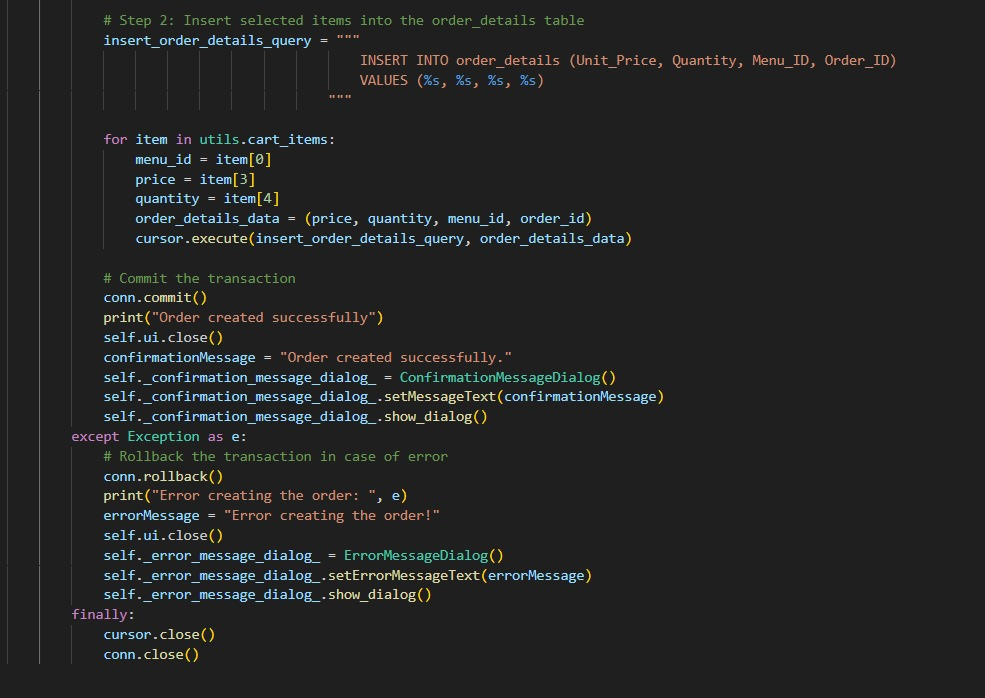 # Step 2: Insert selected items into the order_details table
insert_order_details_query = """
INSERT INTO order_details (Unit_Price, Quantity, Menu_ID, Order_ID)
VALUES (%s, %s, %s, %s)
"""
for item in utils.cart_items:
menu_id = item[0]
price = item[3]
quantity = item[4]
order_details_data = (price, quantity, menu_id, order_id)
cursor.execute(insert_order_details_query, order_details_data)
# Commit the transaction
conn.commit()
print("Order created successfully")
self.ui.close()
confirmationMessage = "Order created successfully."
self._confirmation_message_dialog_ = ConfirmationMessageDialog()
self._confirmation_message_dialog_.setMessageText(confirmationMessage)
self._confirmation_message_dialog_.show_dialog()
except Exception as e:
# Rollback the transaction in case of error
conn.rollback()
print("Error creating the order: ", e)
errorMessage = "Error creating the order!"
self.ui.close()
self._error_message_dialog_ = ErrorMessageDialog()
self._error_message_dialog_.setErrorMessageText(errorMessage)
self._error_message_dialog_.show_dialog()
finally:
cursor.close()
conn.close()